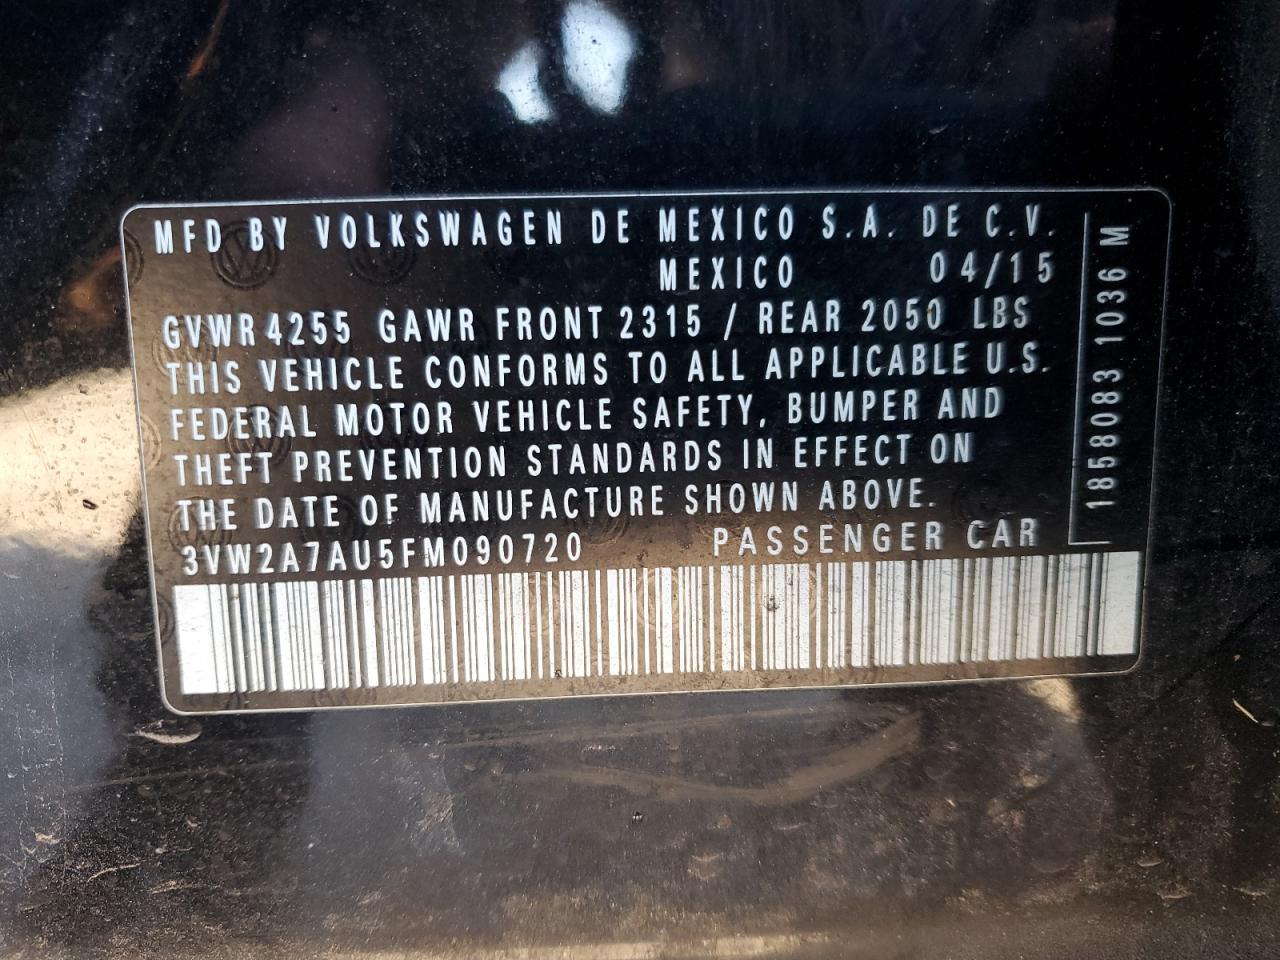 MFD BY VOLKSWAGEN DE MEXICO S.A. DE C.V.
MEXICO 04/15
GVWR 4255 GAWR FRONT 2315 / REAR 2050 LBS
THIS VEHICLE CONFORMS TO ALL APPLICABLE U.S.
FEDERAL MOTOR VEHICLE SAFETY, BUMPER AND
THEFT PREVENTION STANDARDS IN EFFECT ON
THE DATE OF MANUFACTURE SHOWN ABOVE.
3VW2A7AU5FM090720 PASSENGER CAR
1858083 1036 M